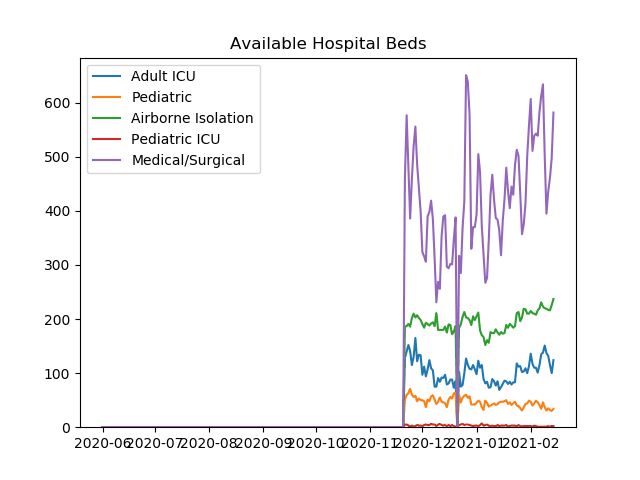 Available Hospital Beds
Adult ICU
Pediatric
Airborne Isolation
Pediatric ICU
Medical/Surgical
600
500
400
300
200
100
0
2020-06 2020-07 2020-08 2020-09 2020-10 2020-11 2020-12 2021-01 2021-02